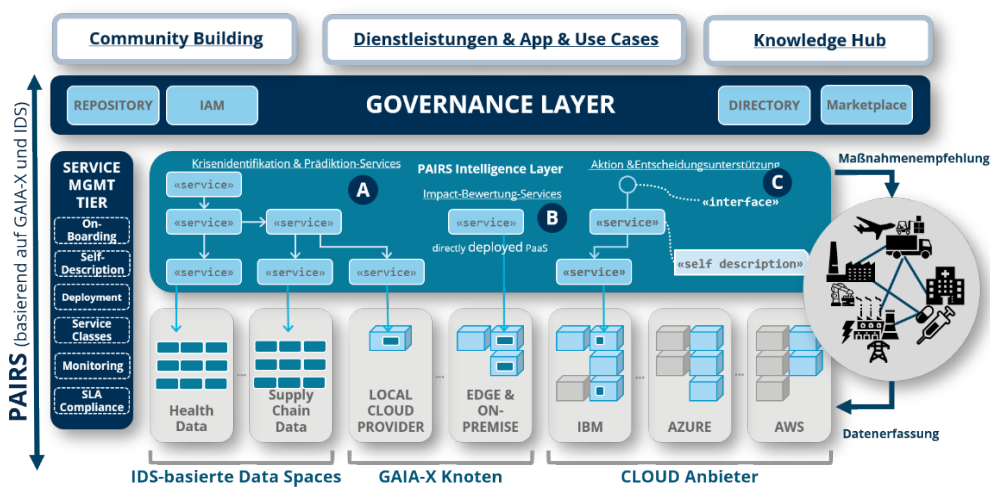 Community Building
Dienstleistungen & App & Use Cases
Knowledge Hub
PAIRS (basierend auf GAIA-X und IDS)
REPOSITORY
IAM
GOVERNANCE LAYER
DIRECTORY
Marketplace
SERVICE
MGMT
TIER
On-
Boarding
Self-
Description
Deployment
Service
Classes
Monitoring
SLA
Compliance
Krisenidentifikation & Prädiktion-Services
A
«service»
«service»
«service»
«service»
«service»
«service»
PAIRS Intelligence Layer
Impact-Bewertung-Services
«service»
B
directly deployed PaaS
Aktion &Entscheidungsunterstützung
C
«interface»
«service»
«self description»
«service»
Maßnahmenempfehlung
Datenerfassung
Health
Data
...
Supply
Chain
Data
LOCAL
CLOUD
PROVIDER
...
EDGE &
ON-
PREMISE
IBM
...
AZURE
...
AWS
IDS-basierte Data Spaces
GAIA-X Knoten
CLOUD Anbieter